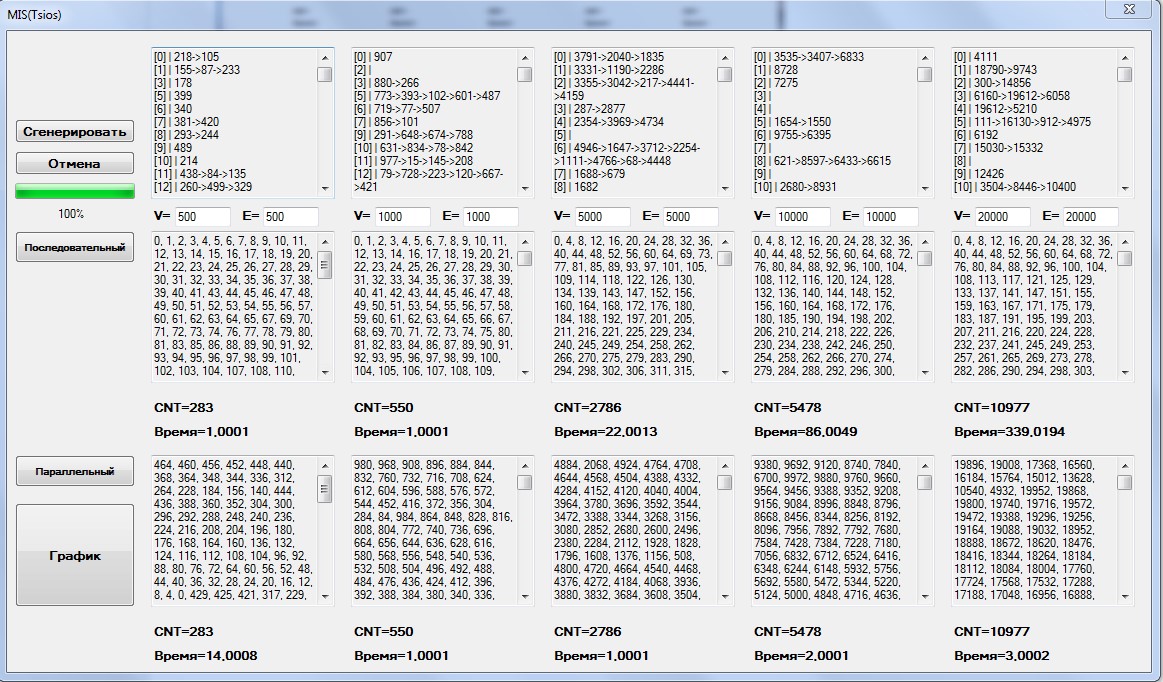 MIS(Tsios)
Сгенерировать
Отмена
100%
Последовательный
Параллельный
График
[0] | 218->105
[1] | 155->87->233
[3] | 178
[5] | 399
[6] | 340
[7] | 381->420
[8] | 293->244
[9] | 489
[10] | 214
[11] | 438->84->135
[12] | 260->499->329
V= 500 E= 500
0, 1, 2, 3, 4, 5, 6, 7, 8, 9, 10, 11,
12, 13, 14, 15, 16, 17, 18, 19, 20,
21, 22, 23, 24, 25, 26, 27, 28, 29,
30, 31, 32, 33, 34, 35, 36, 37, 38,
39, 40, 41, 43, 44, 45, 46, 47, 48,
49, 50, 51, 52, 53, 54, 55, 56, 57,
61, 62, 63, 64, 65, 67, 69, 70,
71, 72, 73, 74, 76, 77, 78, 79, 80,
81, 83, 85, 86, 88, 89, 90, 91, 92,
93, 94, 95, 96, 97, 98, 99, 101,
102, 103, 104, 107, 108, 110,
CNT=283
Время=1,0001
464, 460, 456, 452, 448, 440,
368, 364, 348, 344, 336, 312,
264, 228, 184, 156, 140, 444,
436, 388, 360, 352, 304, 300,
296, 292, 288, 248, 240, 236,
224, 216, 208, 204, 196, 180,
176, 168, 164, 160, 136, 132,
124, 116, 112, 108, 104, 96, 92,
88, 80, 76, 72, 64, 60, 56, 52, 48,
44, 40, 36, 32, 28, 24, 20, 16, 12,
8, 4, 0, 429, 425, 421, 317, 229,
CNT=283
Время=14,0008
[0] | 907
[2] |
[3] | 880->266
[5] | 773->393->102->601->487
[6] | 719->77->507
[7] | 856->101
[9] | 291->648->674->788
[10] | 631->834->78->842
[11] | 977->15->145->208
[12] | 79->728->223->120->667-
>421
V= 1000 E= 1000
0, 1, 2, 3, 4, 5, 6, 7, 8, 9, 10, 11,
12, 13, 14, 16, 17, 18, 19, 20, 21,
22, 23, 24, 25, 26, 27, 28, 29, 30,
31, 32, 33, 34, 35, 36, 37, 38, 39,
40, 41, 42, 43, 44, 45, 46, 47, 48,
49, 50, 51, 52, 53, 55, 56, 57, 58,
59, 60, 61, 62, 63, 64, 65, 66, 67,
68, 69, 70, 71, 72, 73, 74, 75, 80,
81, 82, 83, 84, 86, 87, 89, 90, 91,
92, 93, 95, 96, 97, 98, 99, 100,
104, 105, 106, 107, 108, 109,
CNT=550
Время=1,0001
980, 968, 908, 896, 884, 844,
832, 760, 732, 716, 708, 624,
612, 604, 596, 588, 576, 572,
544, 452, 416, 372, 356, 304,
284, 84, 984, 864, 848, 828, 816,
808, 804, 772, 740, 736, 696,
664, 656, 644, 636, 628, 616,
580, 568, 556, 548, 540, 536,
532, 508, 504, 496, 492, 488,
484, 476, 436, 424, 412, 396,
392, 388, 384, 380, 340, 336,
CNT=550
Время=1,0001
[0] | 3791->2040->1835
[1] | 3331->1190->2286
[2] | 3355->3042->217->4441-
>4159
[3] | 287->2877
[4] | 2354->3969->4734
[5] |
[6] | 4946->1647->3712->2254-
>1111->4766->68->4448
[7] | 1688->679
[8] | 1682
V= 5000 E= 5000
0, 4, 8, 12, 16, 20, 24, 28, 32, 36,
40, 44, 48, 52, 56, 60, 64, 69, 73,
77, 81, 85, 89, 93, 97, 101, 105,
109, 114, 118, 122, 126, 130,
134, 139, 143, 147, 152, 156,
160, 164, 168, 172, 176, 180,
184, 188, 192, 197, 201, 205,
211, 216, 221, 225, 229, 234,
240, 245, 249, 254, 258, 262,
266, 270, 275, 279, 283, 290,
294, 298, 302, 306, 311, 315,
CNT=2786
Время=22,0013
4884, 2068, 4924, 4764, 4708,
4644, 4568, 4504, 4392, 4332,
4284, 4152, 4120, 4040, 4004,
3964, 3780, 3696, 3592, 3544,
3472, 3388, 3344, 3268, 3156,
3080, 2852, 2680, 2600, 2496,
2380, 2284, 2112, 1928, 1828,
1796, 1608, 1376, 1156, 508,
4800, 4720, 4664, 4540, 4468,
4376, 4272, 4184, 4068, 3936,
3880, 3832, 3684, 3608, 3504,
CNT=2786
Время=1,0001
[0] | 3535->3407->6833
[1] | 8728
[2] | 7275
[3] |
[4] |
[5] | 1654->1550
[6] | 9755->6395
[7] |
[8] | 621->8597->6433->6615
[9] |
[10] | 2680->8931
V= 10000 E= 10000
0, 4, 8, 12, 16, 20, 24, 28, 32, 36,
40, 44, 48, 52, 56, 60, 64, 68, 72,
76, 80, 84, 88, 92, 96, 100, 104,
108, 112, 116, 120, 124, 128,
132, 136, 140, 144, 148, 152,
156, 160, 164, 168, 172, 176,
180, 185, 190, 194, 198, 202,
206, 210, 214, 218, 222, 226,
230, 234, 238, 242, 246, 250,
254, 258, 262, 266, 270, 274,
279, 284, 288, 292, 296, 300,
CNT=5478
Время=86,0049
9380, 9692, 9120, 8740, 7840,
6700, 9972, 9880, 9760, 9660,
9564, 9456, 9388, 9352, 9208,
9156, 9084, 8996, 8848, 8796,
8668, 8456, 8344, 8256, 8192,
8096, 7956, 7892, 7792, 7680,
7584, 7428, 7384, 7228, 7180,
7056, 6832, 6712, 6524, 6416,
6348, 6244, 6148, 5932, 5756,
5692, 5580, 5472, 5344, 5220,
5124, 5000, 4848, 4716, 4636,
CNT=5478
Время=2,0001
[0] | 4111
[1] | 18790->9743
[2] | 300->14856
[3] | 6160->19612->6058
[4] | 19612->5210
[5] | 111->16130->912->4975
[6] | 6192
[7] | 15030->15332
[8] |
[9] | 12426
[10] | 3504->8446->10400
V= 20000 E= 20000
0, 4, 8, 12, 16, 20, 24, 28, 32, 36,
40, 44, 48, 52, 56, 60, 64, 68, 72,
76, 80, 84, 88, 92, 96, 100, 104,
108, 113, 117, 121, 125, 129,
133, 137, 141, 147, 151, 155,
159, 163, 167, 171, 175, 179,
183, 187, 191, 195, 199, 203,
207, 211, 216, 220, 224, 228,
232, 237, 241, 245, 249, 253,
257, 261, 265, 269, 273, 278,
282, 286, 290, 294, 298, 303,
CNT=10977
Время=339,0194
19896, 19008, 17368, 16560,
16184, 15764, 15012, 13628,
10540, 4932, 19952, 19868,
19800, 19740, 19716, 19572,
19472, 19388, 19296, 19256,
19164, 19088, 19032, 18952,
18888, 18672, 18620, 18476,
18416, 18344, 18264, 18184,
18112, 18084, 18004, 17760,
17724, 17568, 17532, 17288,
17188, 17048, 16956, 16888,
CNT=10977
Время=3,0002